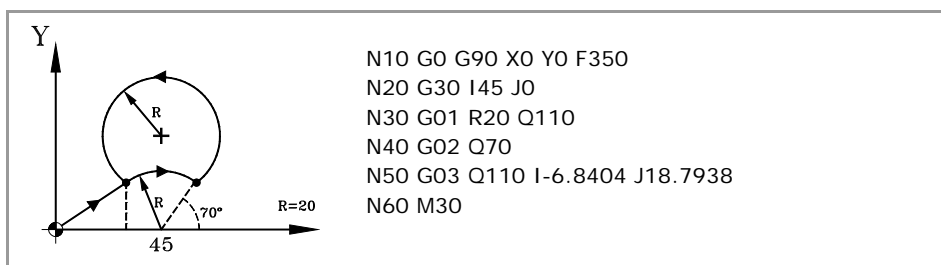 Y
R
R
70°
R=20
45
N10 G0 G90 X0 Y0 F350
N20 G30 I45 J0
N30 G01 R20 Q110
N40 G02 Q70
N50 G03 Q110 I-6.8404 J18.7938
N60 M30